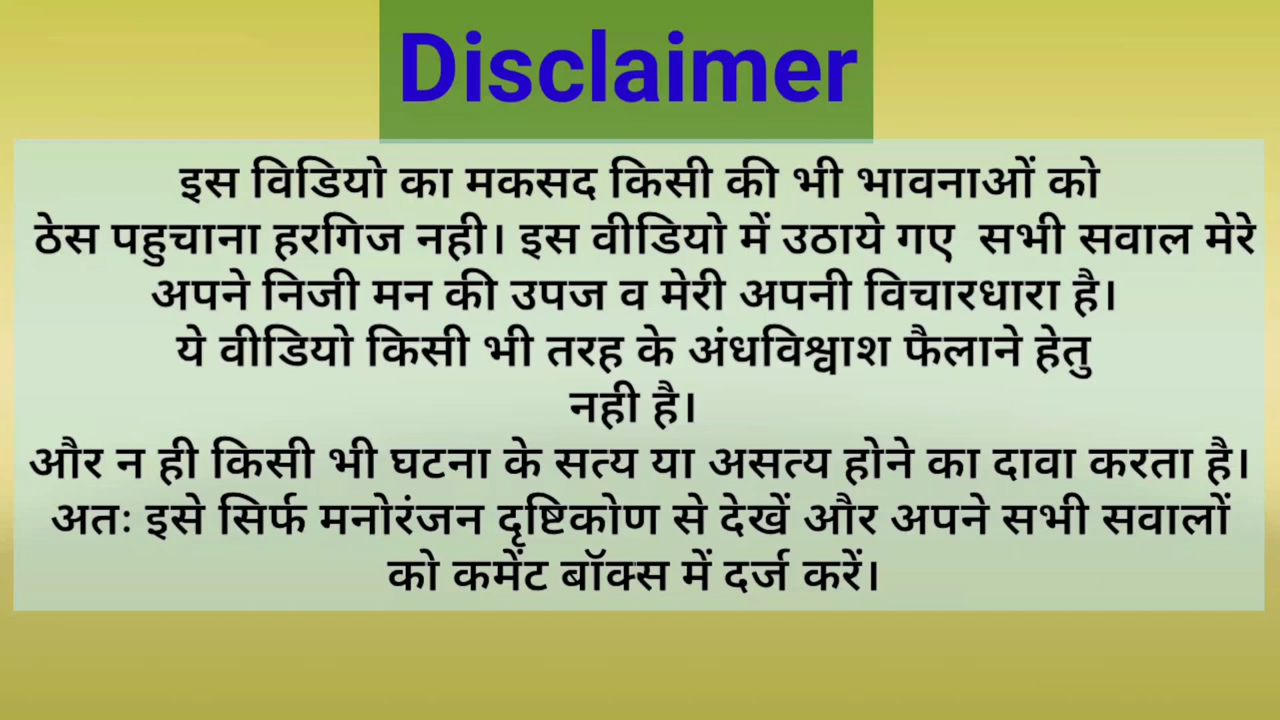 Disclaimer
इस विडियो का मकसद किसी की भी भावनाओं को
ठेस पहुचाना हरगिज नही। इस वीडियो में उठाये गए सभी सवाल मेरे
अपने निजी मन की उपज व मेरी अपनी विचारधारा है।
ये वीडियो किसी भी तरह के अंधविश्वाश फैलाने हेतु
नही है।
और न ही किसी भी घटना के सत्य या असत्य होने का दावा करता है।
अतः इसे सिर्फ मनोरंजन दृष्टिकोण से देखें और अपने सभी सवालों
को कमेंट बॉक्स में दर्ज करें।